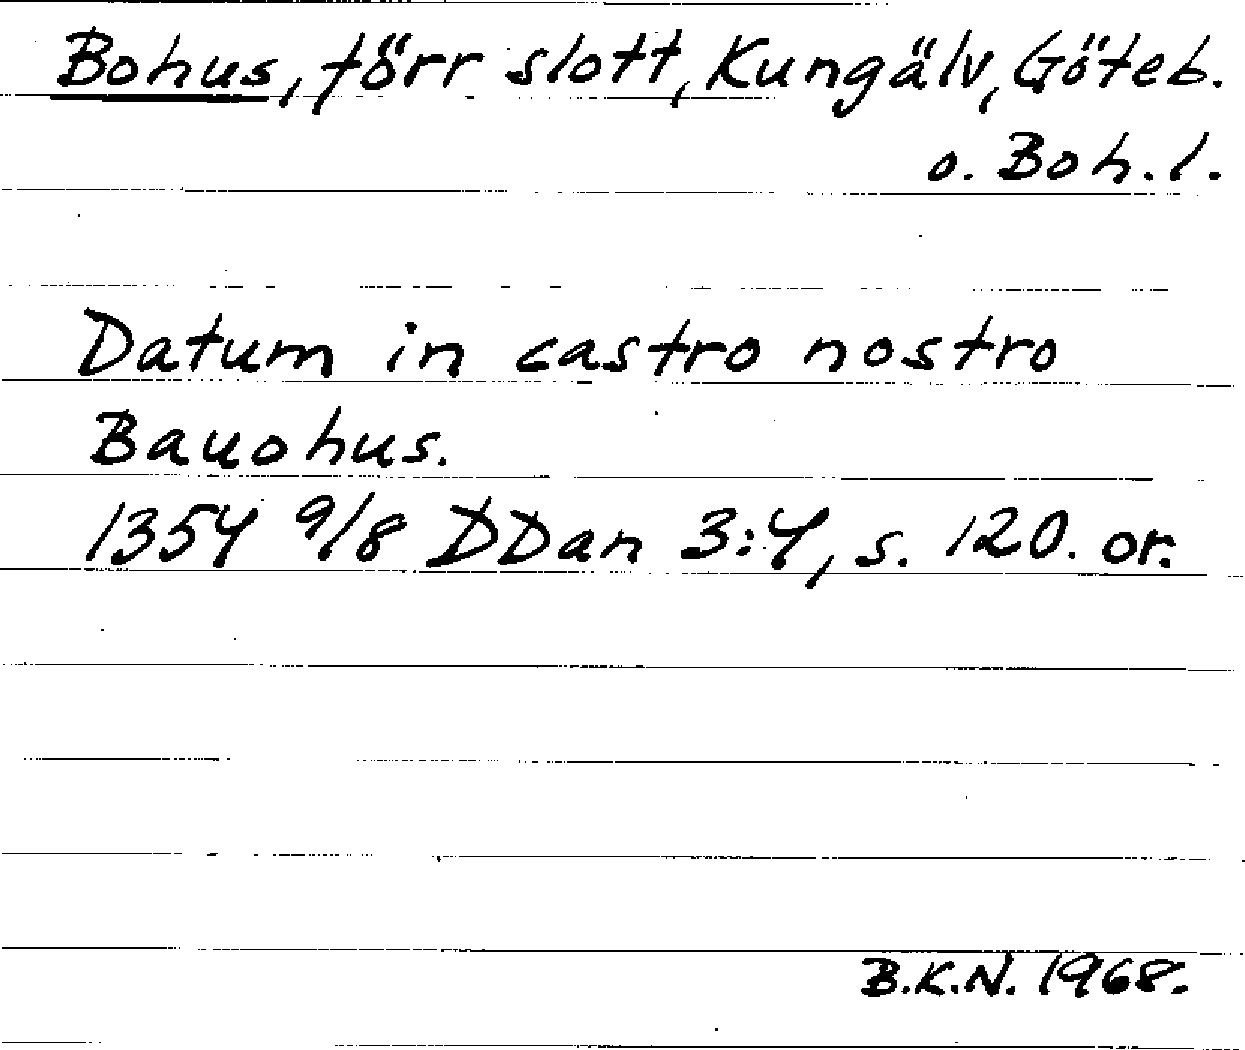 Bohus, förr slott, Kungälv, Göteb.
o. Boh. l.
Datum in castro nostro
Bauohus.
1354 9/8 DDan 3:4, s. 120. or.
B.K.N. 1968.